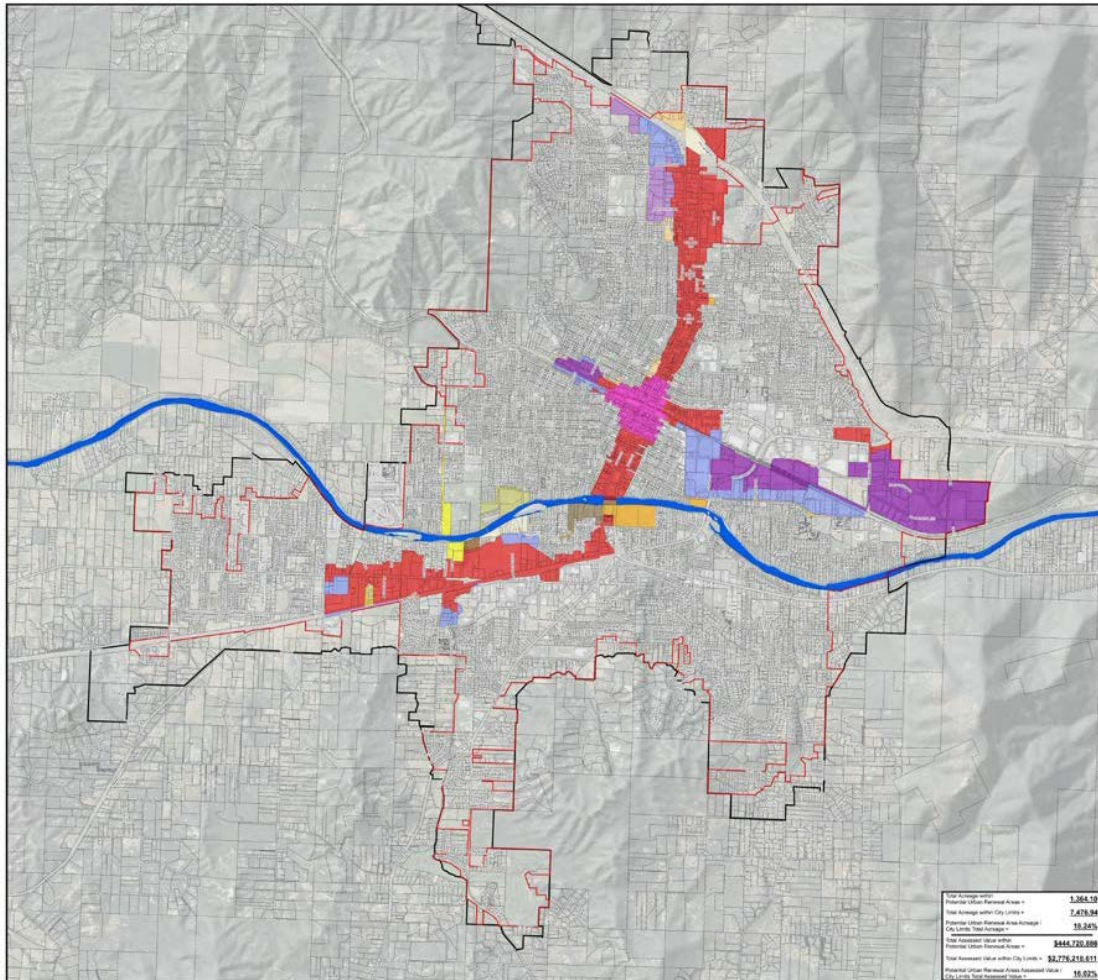 Total Acreage within
Potential Urban Renewal Areas = 1,364.10
Total Acreage within City Limits = 7,476.94
Potential Urban Renewal Area Acreage /
City Limits Total Acreage = 18.24%
Total Assessed Value within
Potential Urban Renewal Areas = $444,720,886
Total Assessed Value within City Limits = $2,776,218,611
Potential Urban Renewal Areas Assessed Value /
City Limits Total Assessed Value = 16.02%